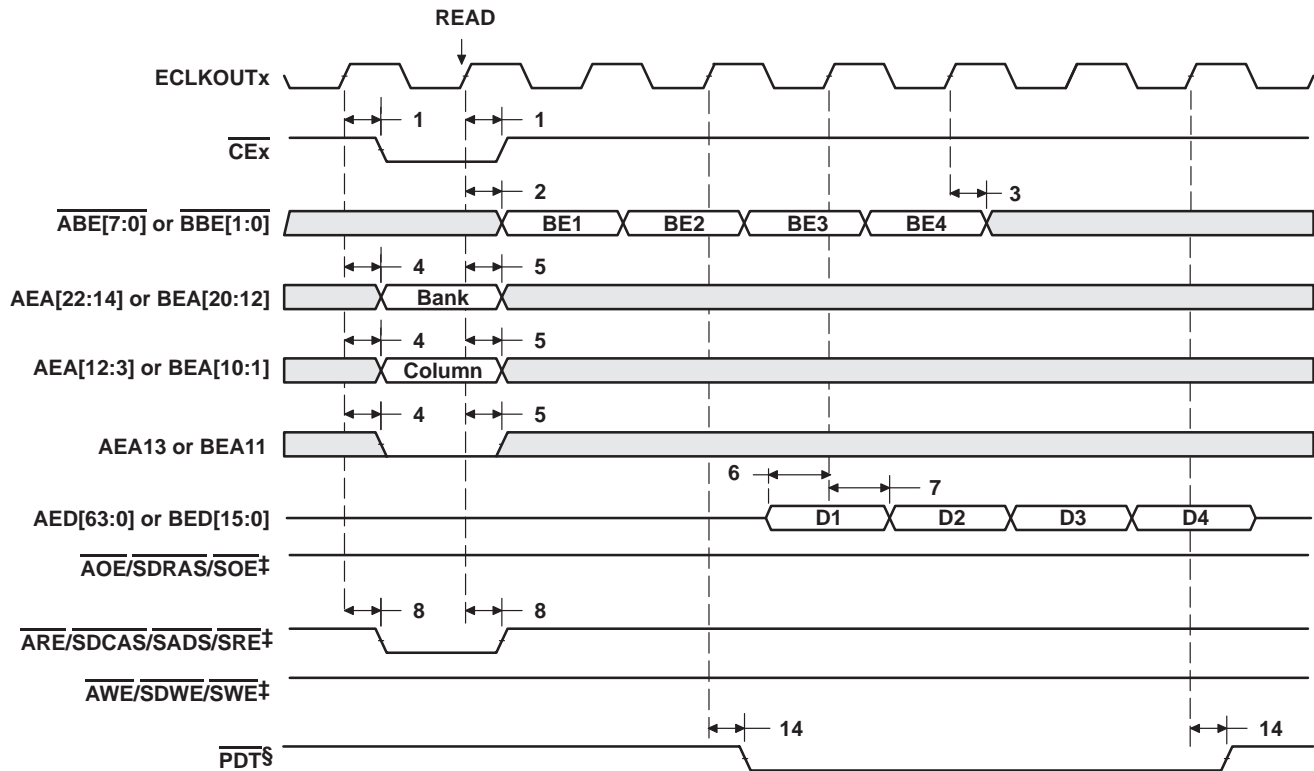 READ
ECLKOUTx
1 1
CEx
2
3
ABE[7:0] or BBE[1:0] BE1 BE2 BE3 BE4
4 5
AEA[22:14] or BEA[20:12] Bank
4 5
AEA[12:3] or BEA[10:1] Column
4 5
AEA13 or BEA11
6
7
AED[63:0] or BED[15:0] D1 D2 D3 D4
AOE/SDRAS/SOE‡
8 8
ARE/SDCAS/SADS/SRE‡
AWE/SDWE/SWE‡
14 14
PDT§